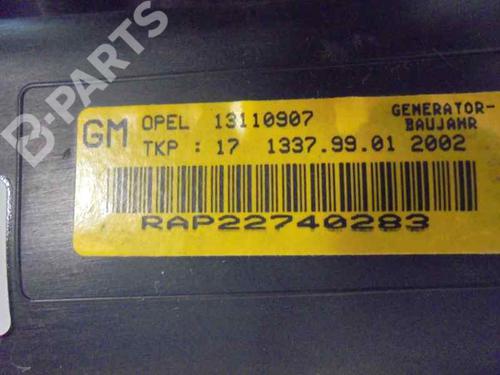 B-PARTS
GM OPEL 13110907 GENERATOR-
BAUJAHR
TKP : 17 1337.99.01 2002
RAP22740283